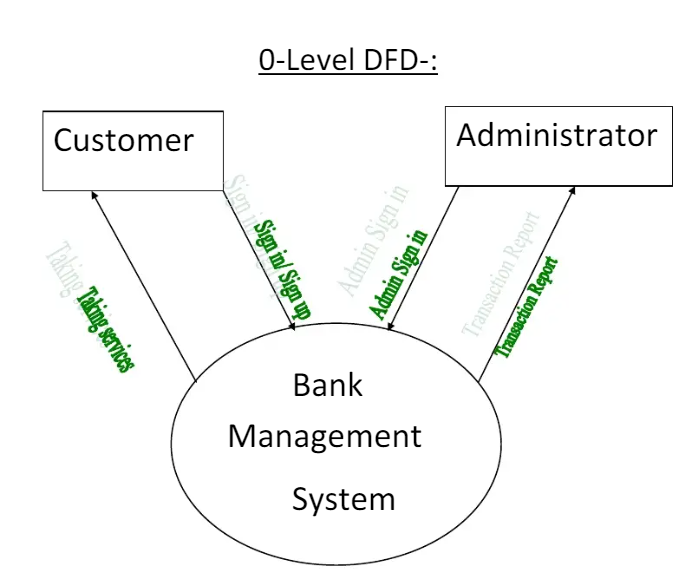 0-Level DFD-:
Customer
Administrator
Sign in/ Sign up
Admin Sign in
Taking services
Transaction Report
Bank
Management
System